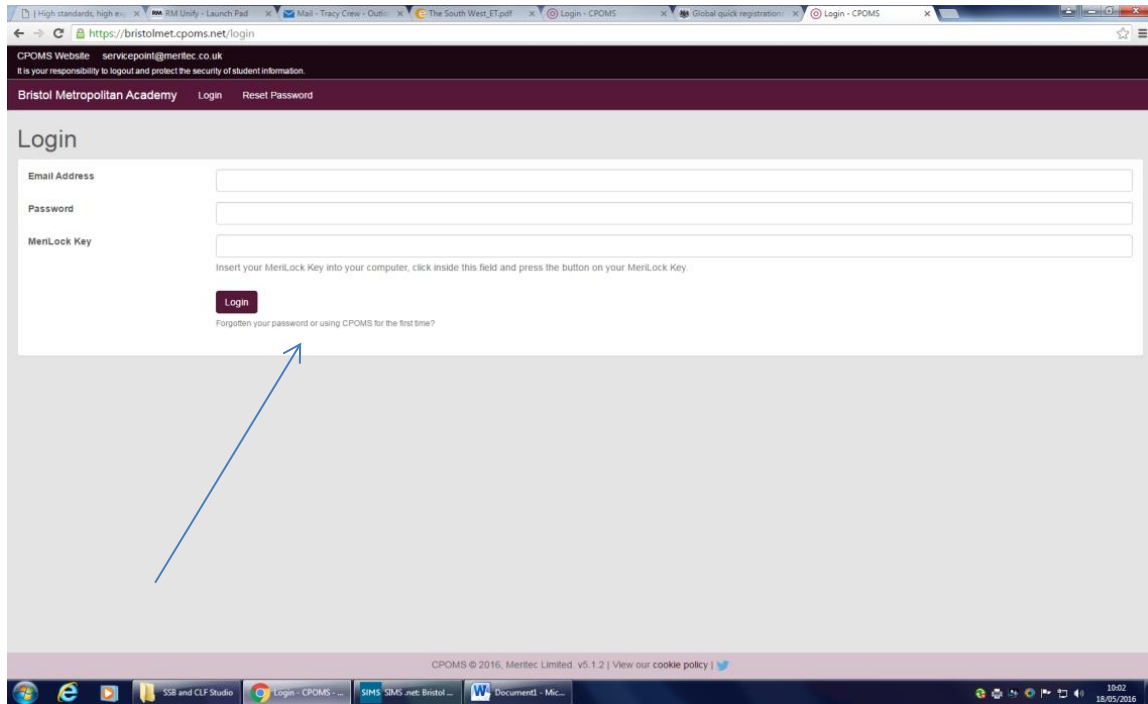 | High standards, high ex
RM RM Unify - Launch Pad
Mail - Tracy Crew - Outlo
The South West_ET.pdf
Login - CPOMS
Global quick registration:
Login - CPOMS
https://bristolmet.cpoms.net/login
CPOMS Website servicepoint@meritec.co.uk
It is your responsibility to logout and protect the security of student information.
Bristol Metropolitan Academy Login Reset Password
Login
Email Address
Password
MeriLock Key
Insert your MeriLock Key into your computer, click inside this field and press the button on your MeriLock Key.
Login
Forgotten your password or using CPOMS for the first time?
CPOMS © 2016, Meritec Limited. v5.1.2 | View our cookie policy |
SSB and CLF Studio
Login - CPOMS - ...
SIMS SIMS .net: Bristol ...
W Document1 - Mic...
10:02
18/05/2016